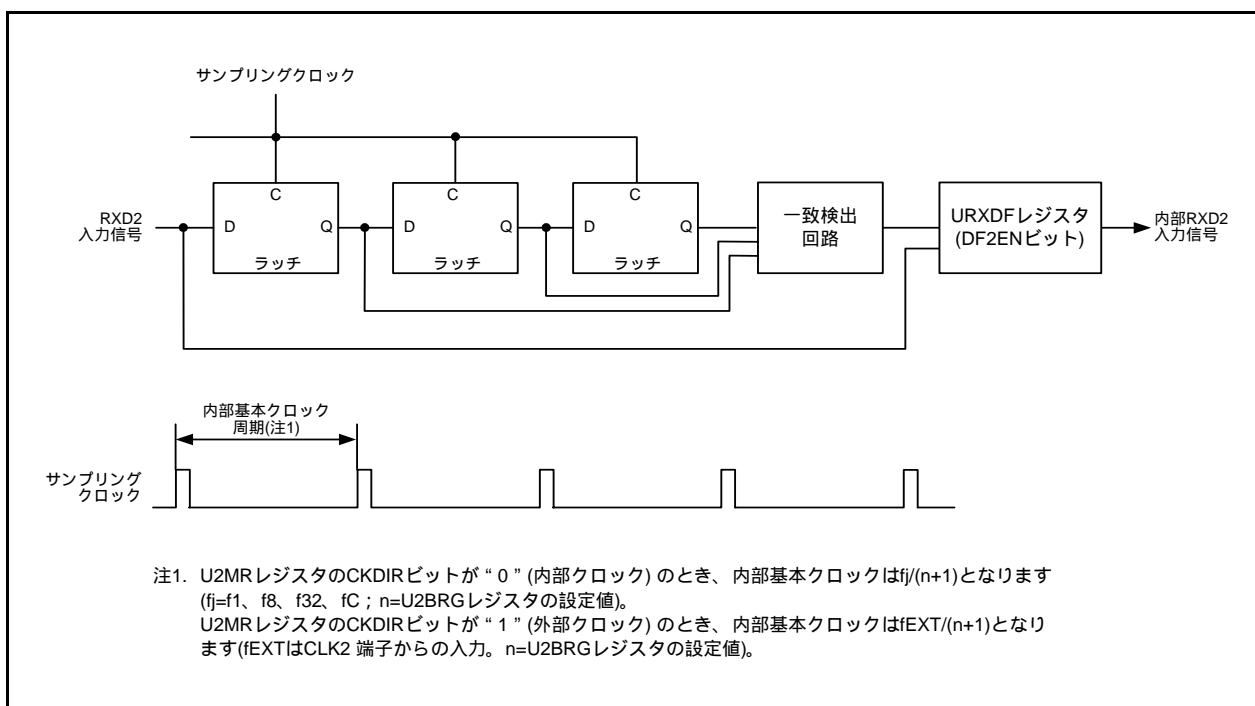 サンプリングクロック
C
C
C
RXD2
入力信号
D
Q
D
Q
D
Q
ラッチ
ラッチ
ラッチ
一致検出
回路
URXDFレジスタ
(DF2ENビット)
内部RXD2
入力信号
内部基本クロック
周期(注1)
サンプリング
クロック
注1. U2MRレジスタのCKDIRビットが“0”(内部クロック) のとき、内部基本クロックはfj/(n+1)となります
(fj=f1、f8、f32、fC ; n=U2BRGレジスタの設定値)。
U2MRレジスタのCKDIRビットが“1”(外部クロック) のとき、内部基本クロックはfEXT/(n+1)となり
ます(fEXTはCLK2 端子からの入力。n=U2BRGレジスタの設定値)。